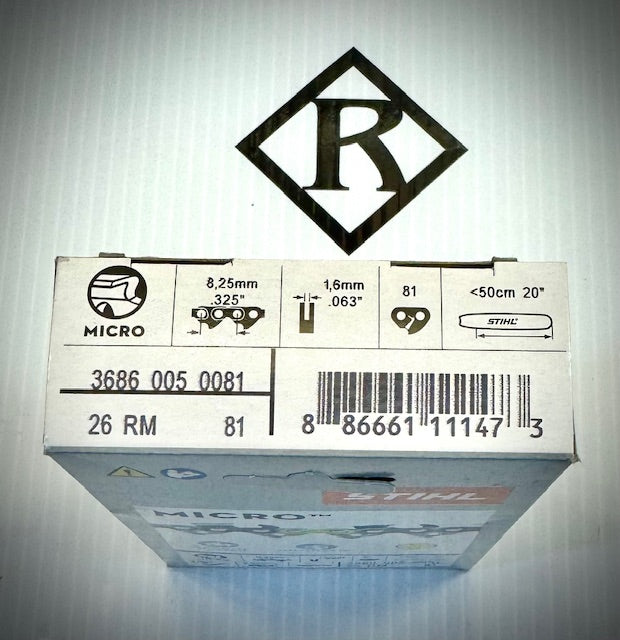 R
MICRO
8,25mm
.325"
1,6mm
.063"
81
<50cm 20"
STIHL®
3686 005 0081
26 RM 81
8 86661 11147 3
STIHL
MICRO™